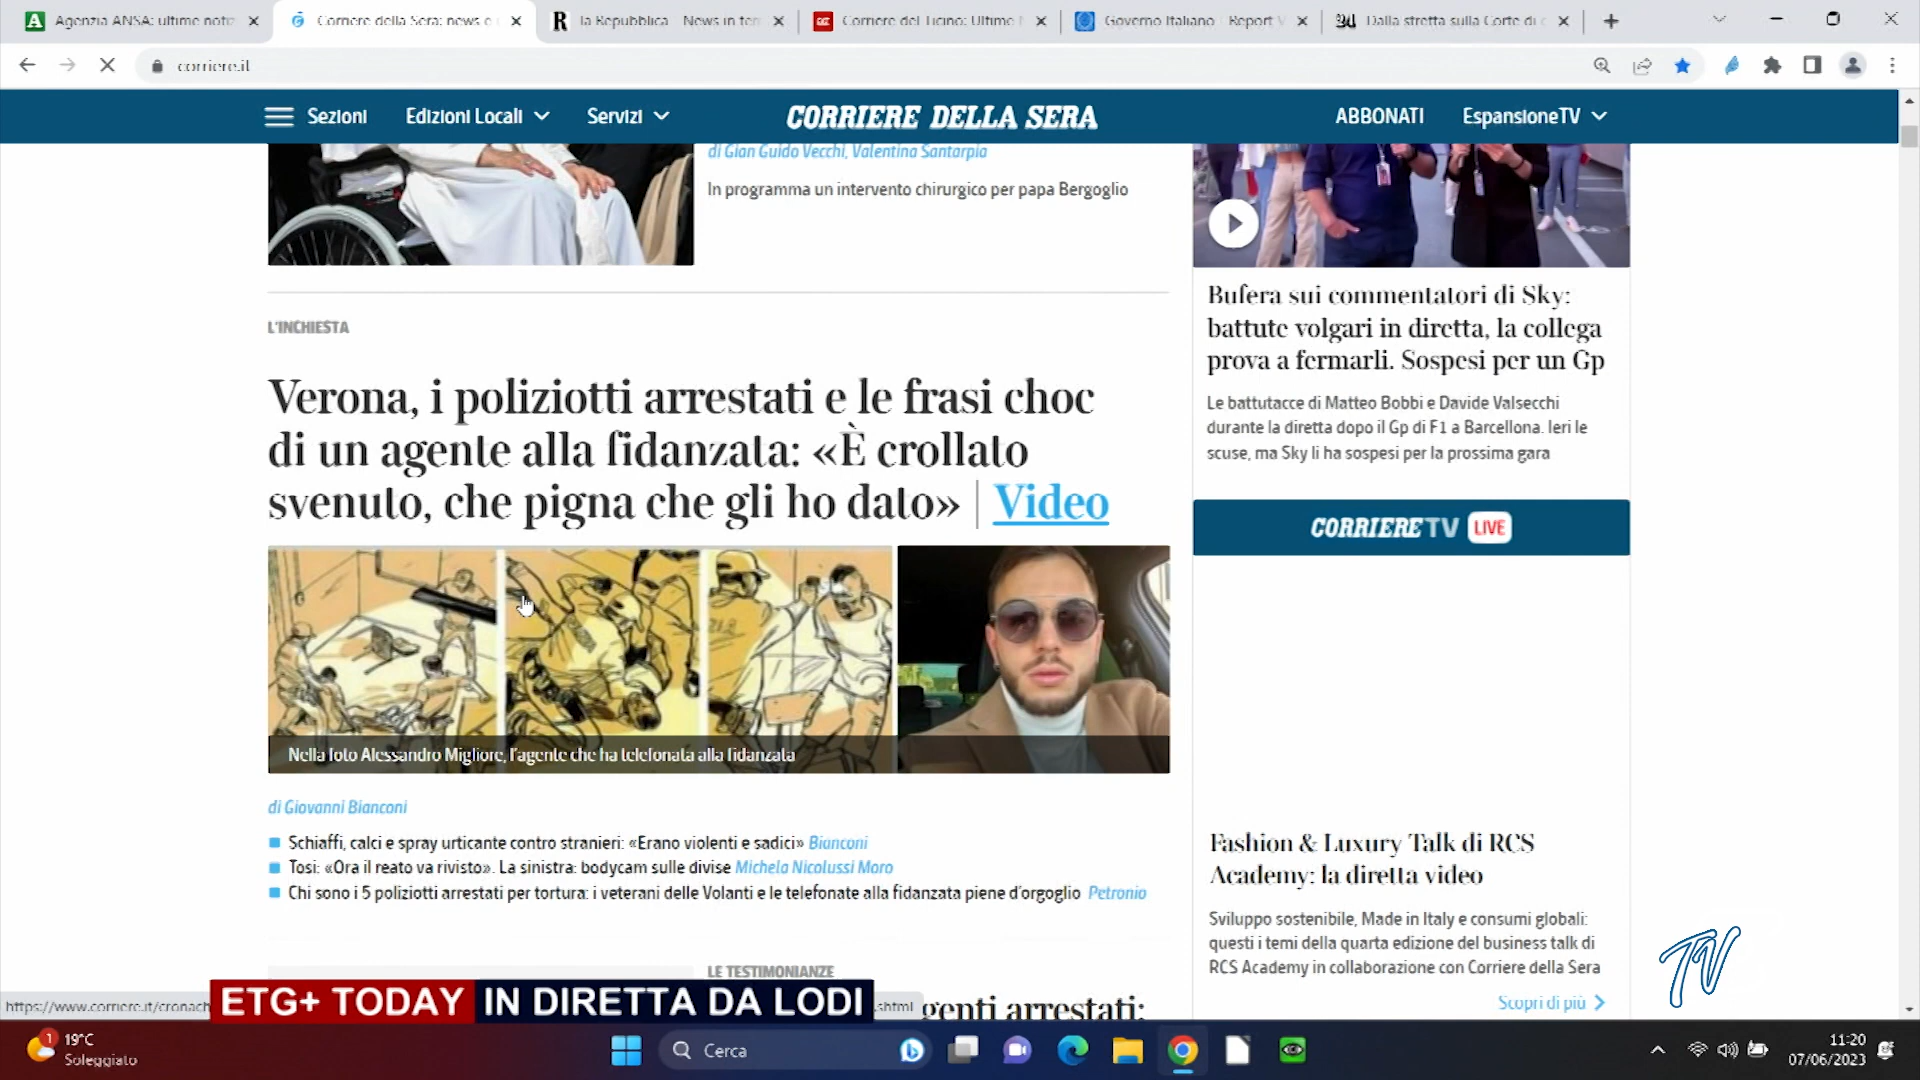 Agenzia ANSA: ultime noti
Corriere della Sera: news e
la Repubblica - News in tem
Corriere del Ticino: Ultime
Governo Italiano - Report V
Dalla stretta sulla Corte di c
corriere.it
Sezioni
Edizioni Locali
Servizi
CORRIERE DELLA SERA
ABBONATI
EspansioneTV
di Gian Guido Vecchi, Valentina Santarpia
In programma un intervento chirurgico per papa Bergoglio
L'INCHIESTA
Verona, i poliziotti arrestati e le frasi choc
di un agente alla fidanzata: «È crollato
svenuto, che pigna che gli ho dato» | Video
Nella foto Alessandro Migliore, l'agente che ha telefonata alla fidanzata
di Giovanni Bianconi
Schiaffi, calci e spray urticante contro stranieri: «Erano violenti e sadici» Bianconi
Tosi: «Ora il reato va rivisto». La sinistra: bodycam sulle divise Michela Nicolussi Moro
Chi sono i 5 poliziotti arrestati per tortura: i veterani delle Volanti e le telefonate alla fidanzata piene d'orgoglio Petronio
LE TESTIMONIANZE
genti arrestati:
Bufera sui commentatori di Sky:
battute volgari in diretta, la collega
prova a fermarli. Sospesi per un Gp
Le battutacce di Matteo Bobbi e Davide Valsecchi
durante la diretta dopo il Gp di F1 a Barcellona. Ieri le
scuse, ma Sky li ha sospesi per la prossima gara
CORRIERE TV LIVE
Fashion & Luxury Talk di RCS
Academy: la diretta video
Sviluppo sostenibile, Made in Italy e consumi globali:
questi i temi della quarta edizione del business talk di
RCS Academy in collaborazione con Corriere della Sera
Scopri di più
TV
https://www.corriere.it/cronach
.shtml
ETG+ TODAY IN DIRETTA DA LODI
1
19°C
Soleggiato
Cerca
11:20
07/06/2023